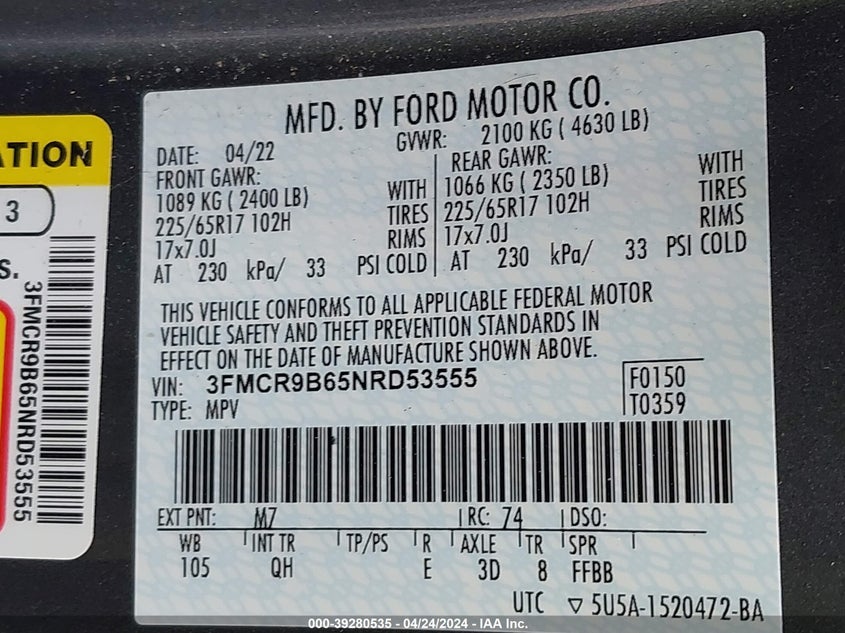 ATION
3
S.
3FMCR9B65NRD53555
MFD. BY FORD MOTOR CO.
DATE: 04/22 GVWR: 2100 KG ( 4630 LB)
FRONT GAWR: REAR GAWR:
1089 KG ( 2400 LB) WITH 1066 KG ( 2350 LB) WITH
225/65R17 102H TIRES 225/65R17 102H TIRES
17x7.0J RIMS 17x7.0J RIMS
AT 230 kPa/ 33 PSI COLD AT 230 kPa/ 33 PSI COLD
THIS VEHICLE CONFORMS TO ALL APPLICABLE FEDERAL MOTOR
VEHICLE SAFETY AND THEFT PREVENTION STANDARDS IN
EFFECT ON THE DATE OF MANUFACTURE SHOWN ABOVE.
VIN: 3FMCR9B65NRD53555 F0150
TYPE: MPV T0359
EXT PNT: M7 RC: 74 DSO:
WB INT TR TP/PS R AXLE TR SPR
105 QH E 3D 8 FFBB
UTC ▽ 5U5A-1520472-BA
000-39280535 - 04/24/2024 - IAA Inc.